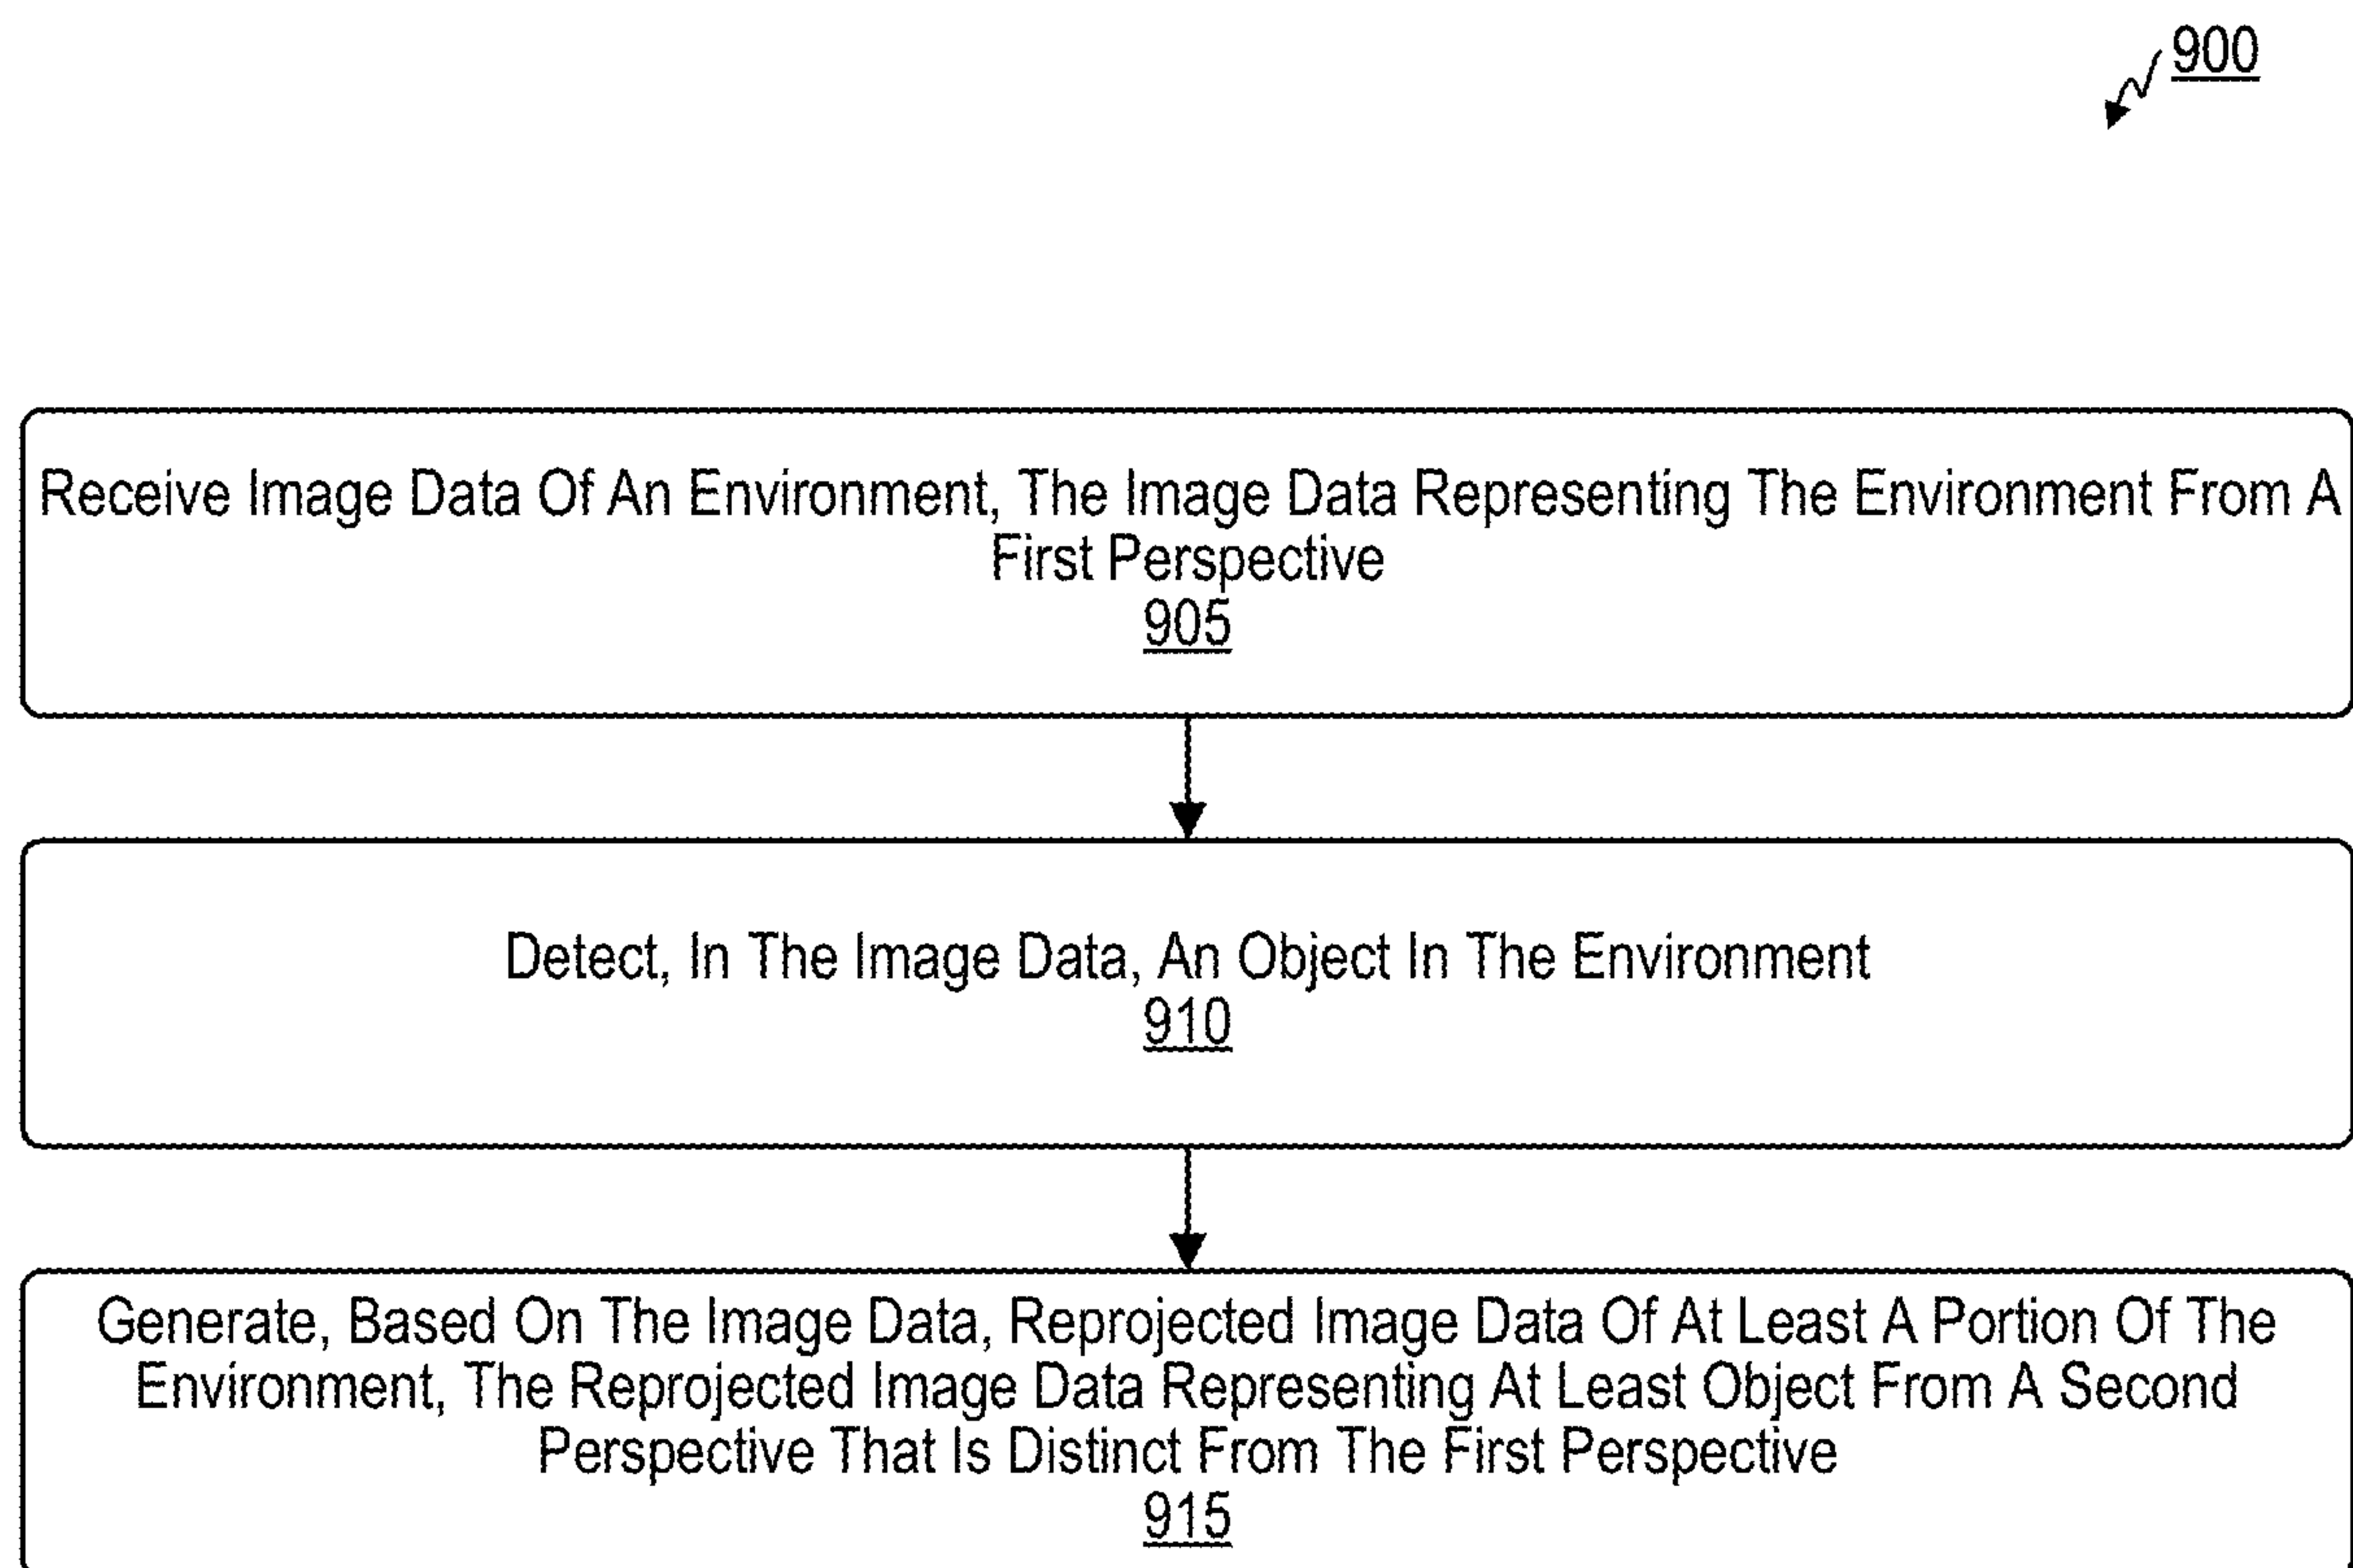 900
Receive Image Data Of An Environment, The Image Data Representing The Environment From A
First Perspective
905
Detect, In The Image Data, An Object In The Environment
910
Generate, Based On The Image Data, Reprojected Image Data Of At Least A Portion Of The
Environment, The Reprojected Image Data Representing At Least Object From A Second
Perspective That Is Distinct From The First Perspective
915